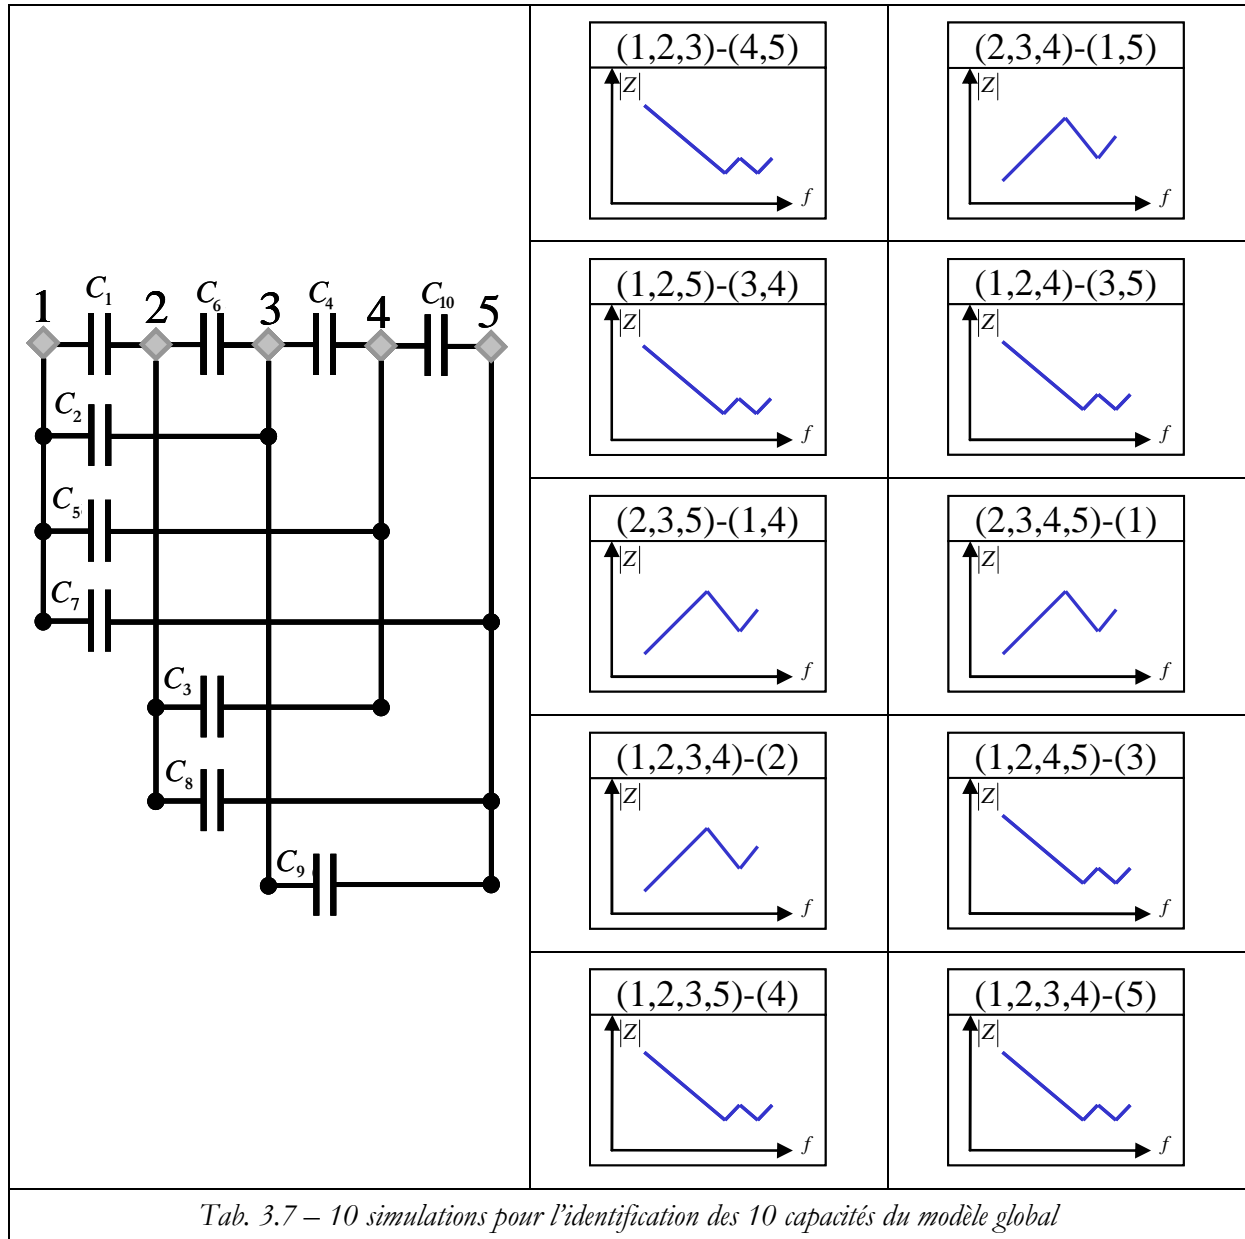 (1,2,3)-(4,5)
|Z|
f
(2,3,4)-(1,5)
|Z|
f
(1,2,5)-(3,4)
|Z|
f
(1,2,4)-(3,5)
|Z|
f
(2,3,5)-(1,4)
|Z|
f
(2,3,4,5)-(1)
|Z|
f
(1,2,3,4)-(2)
|Z|
f
(1,2,4,5)-(3)
|Z|
f
(1,2,3,5)-(4)
|Z|
f
(1,2,3,4)-(5)
|Z|
f
1 C₁ 2 C₆ 3 C₄ 4 C₁₀ 5
C₂
C₅
C₇
C₃
C₈
C₉
Tab. 3.7 – 10 simulations pour l'identification des 10 capacités du modèle global